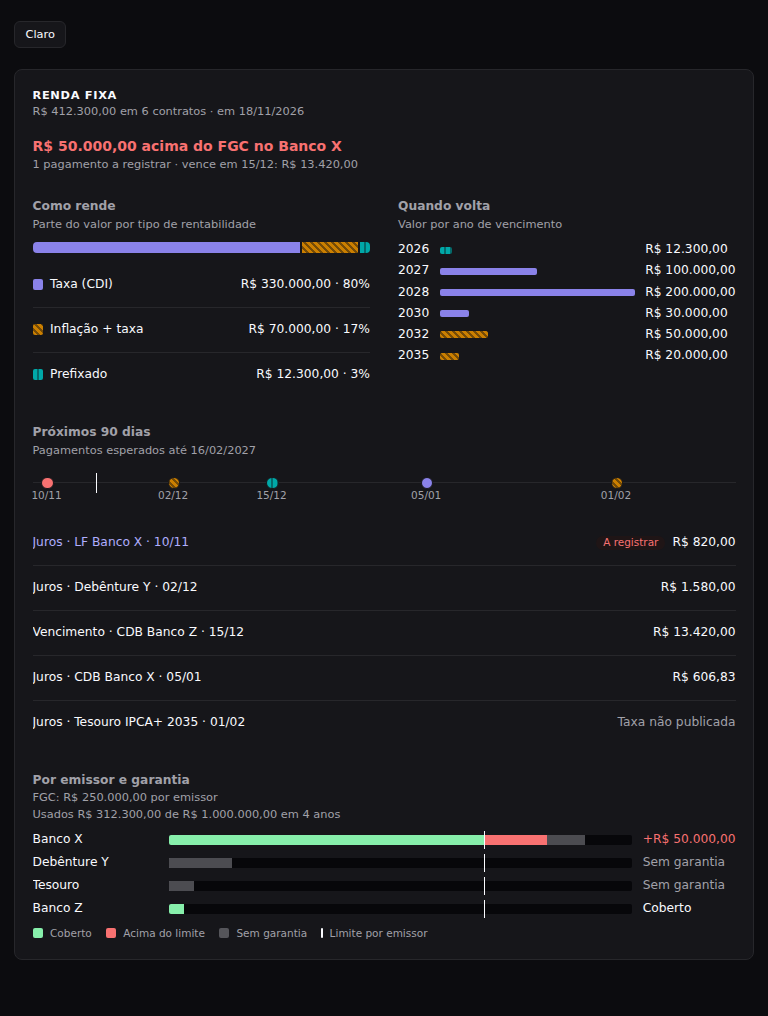 Claro
RENDA FIXA
R$ 412.300,00 em 6 contratos · em 18/11/2026
R$ 50.000,00 acima do FGC no Banco X
1 pagamento a registrar · vence em 15/12: R$ 13.420,00
Como rende
Parte do valor por tipo de rentabilidade
Taxa (CDI) R$ 330.000,00 · 80%
Inflação + taxa R$ 70.000,00 · 17%
Prefixado R$ 12.300,00 · 3%
Quando volta
Valor por ano de vencimento
2026 R$ 12.300,00
2027 R$ 100.000,00
2028 R$ 200.000,00
2030 R$ 30.000,00
2032 R$ 50.000,00
2035 R$ 20.000,00
Próximos 90 dias
Pagamentos esperados até 16/02/2027
10/11 02/12 15/12 05/01 01/02
Juros · LF Banco X · 10/11 A registrar R$ 820,00
Juros · Debênture Y · 02/12 R$ 1.580,00
Vencimento · CDB Banco Z · 15/12 R$ 13.420,00
Juros · CDB Banco X · 05/01 R$ 606,83
Juros · Tesouro IPCA+ 2035 · 01/02 Taxa não publicada
Por emissor e garantia
FGC: R$ 250.000,00 por emissor
Usados R$ 312.300,00 de R$ 1.000.000,00 em 4 anos
Banco X +R$ 50.000,00
Debênture Y Sem garantia
Tesouro Sem garantia
Banco Z Coberto
Coberto Acima do limite Sem garantia Limite por emissor